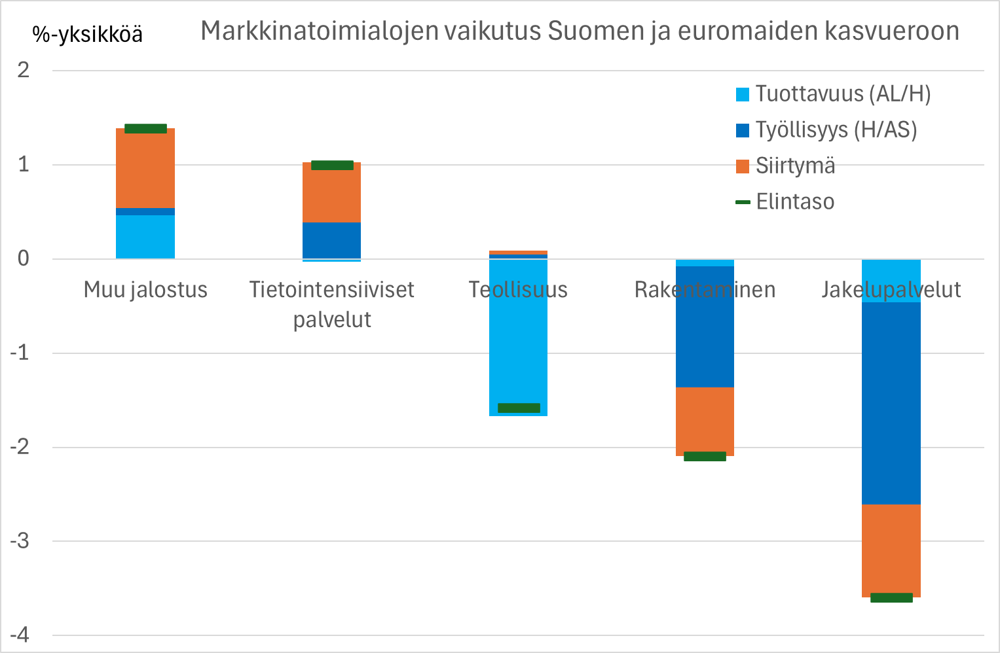 %-yksikköä
Markkinatoimialojen vaikutus Suomen ja euromaiden kasvueroon
2
1
0
-1
-2
-3
-4
Tuottavuus (AL/H)
Työllisyys (H/AS)
Siirtymä
Elintaso
Muu jalostus
Tietointensiiviset
palvelut
Teollisuus
Rakentaminen
Jakelupalvelut